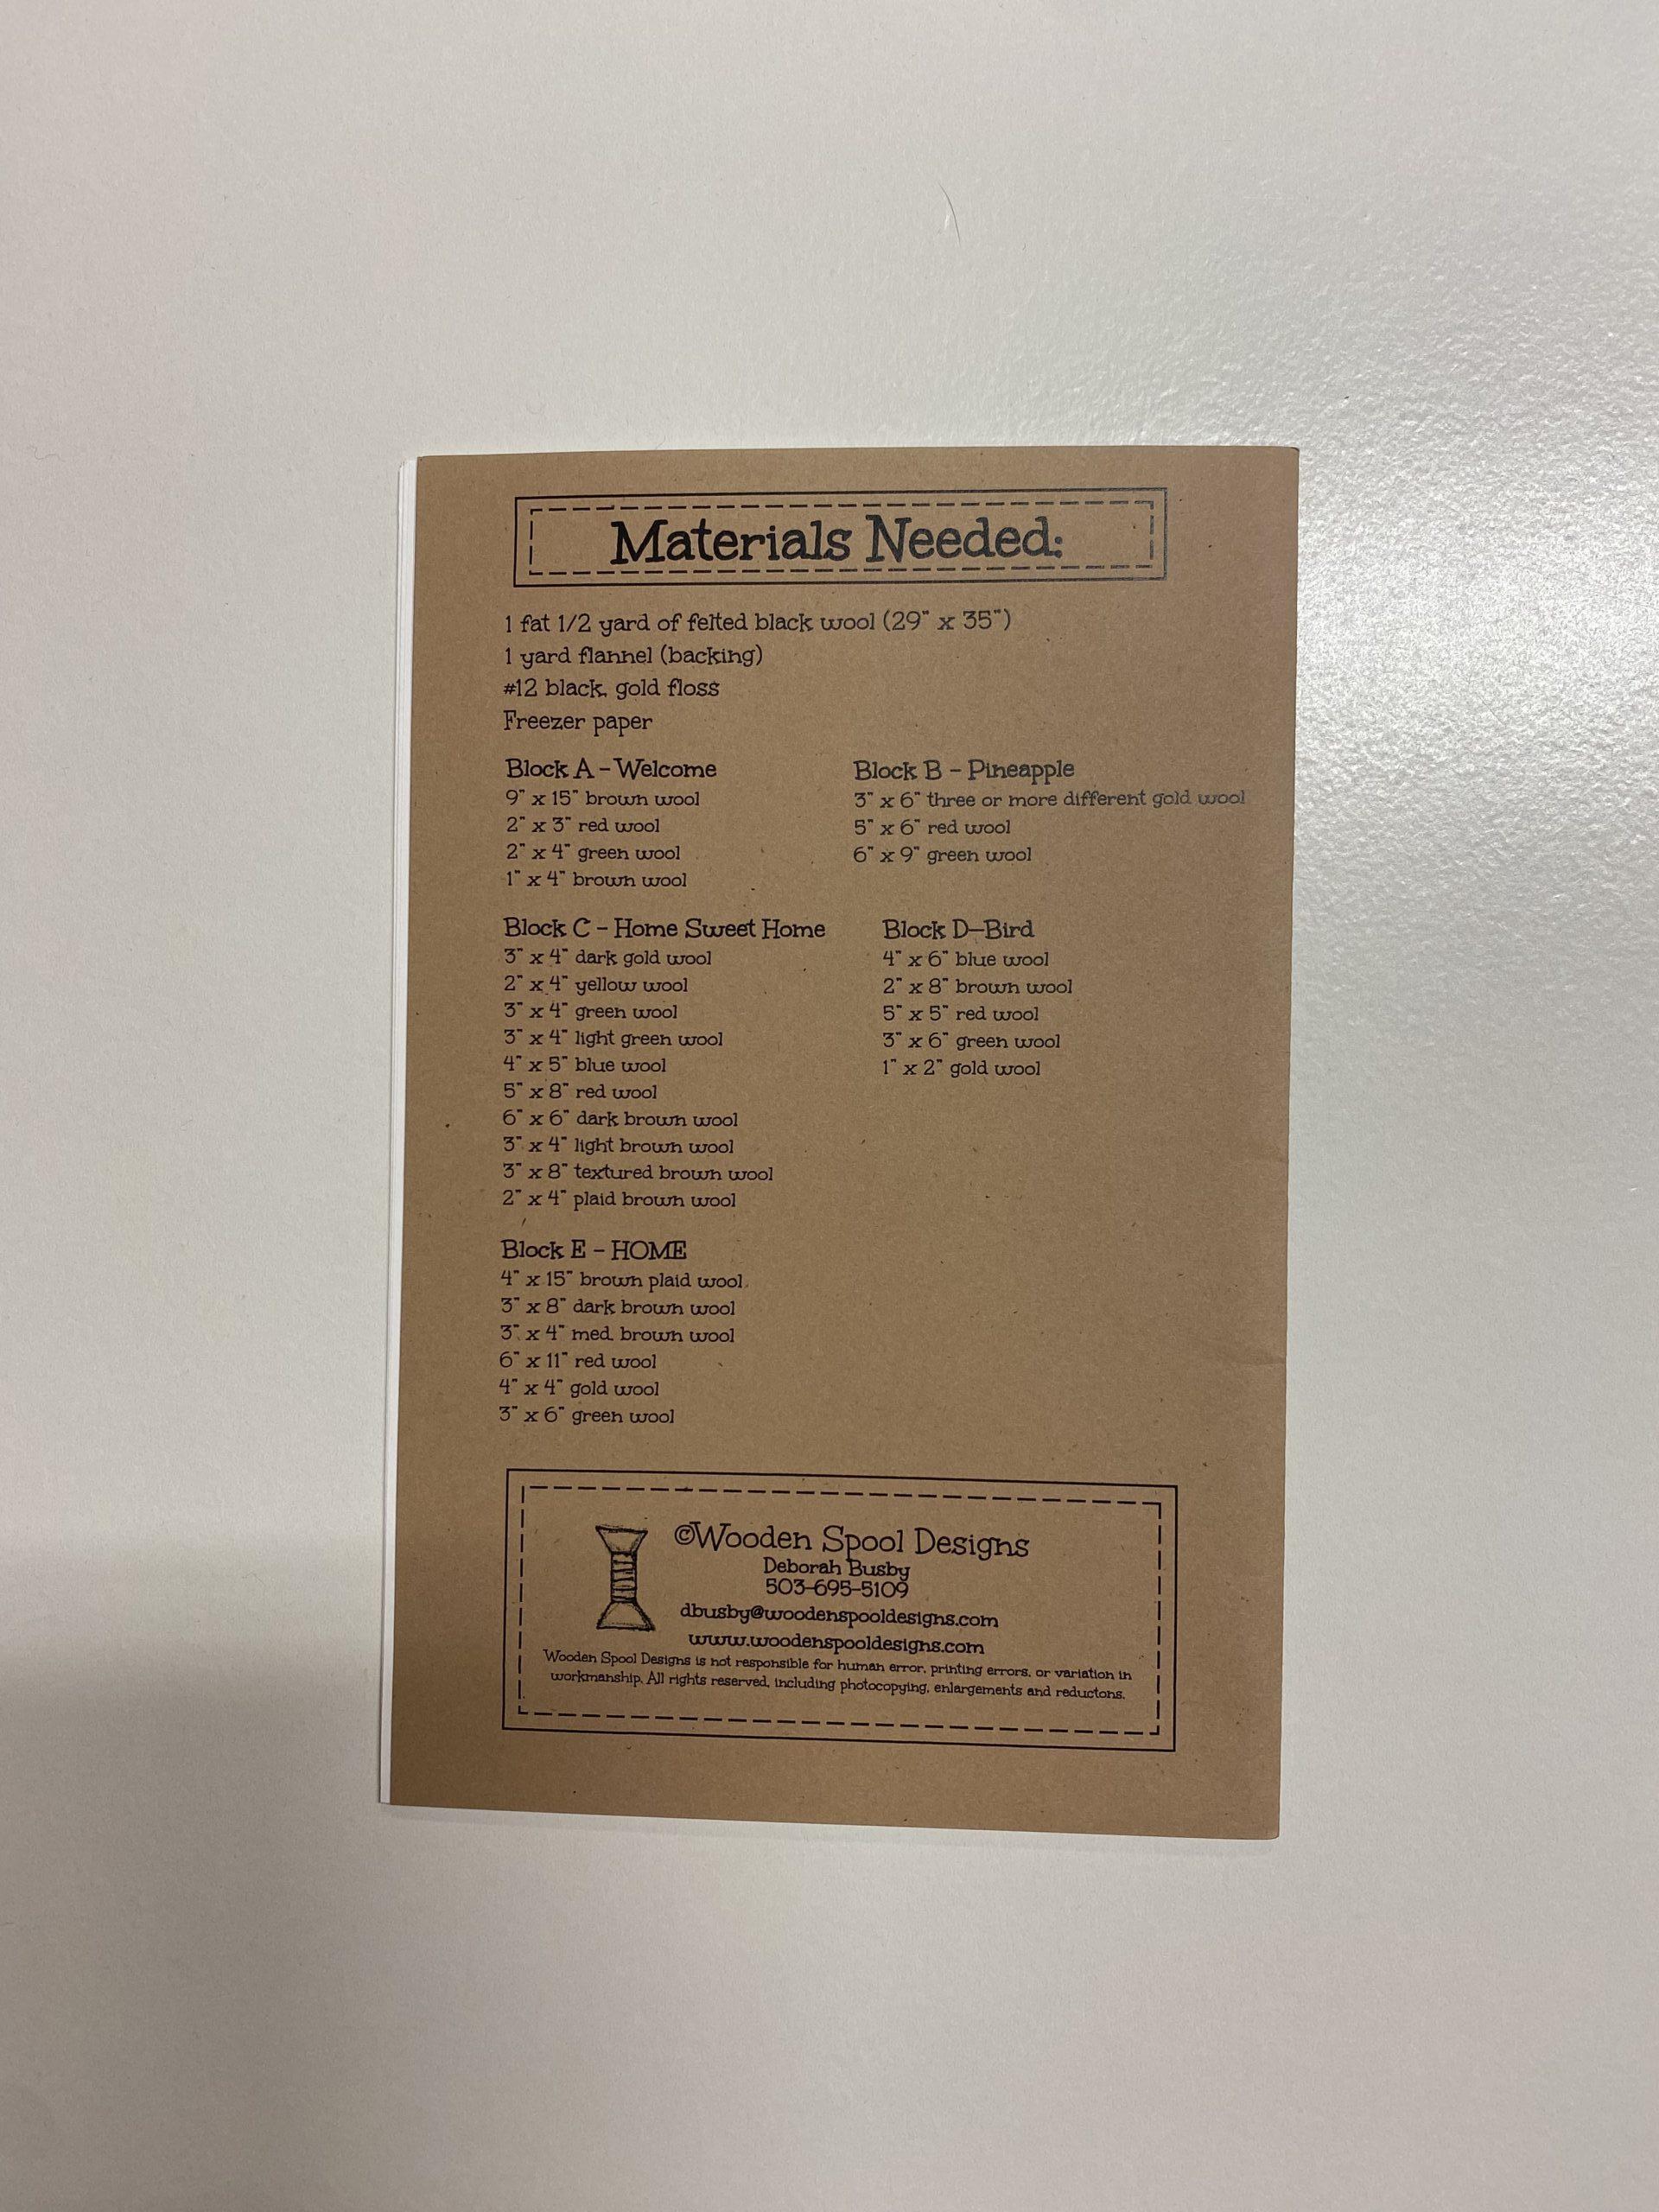 Materials Needed:
1 fat 1/2 yard of felted black wool (29" x 35")
1 yard flannel (backing)
#12 black, gold floss
Freezer paper
Block A - Welcome
9" x 15" brown wool
2" x 3" red wool
2" x 4" green wool
1" x 4" brown wool
Block B - Pineapple
3" x 6" three or more different gold wool
5" x 6" red wool
6" x 9" green wool
Block C - Home Sweet Home
3" x 4" dark gold wool
2" x 4" yellow wool
3" x 4" green wool
3" x 4" light green wool
4" x 5" blue wool
5" x 8" red wool
6" x 6" dark brown wool
3" x 4" light brown wool
3" x 8" textured brown wool
2" x 4" plaid brown wool
Block D—Bird
4" x 6" blue wool
2" x 8" brown wool
5" x 5" red wool
3" x 6" green wool
1" x 2" gold wool
Block E - HOME
4" x 15" brown plaid wool
3" x 8" dark brown wool
3" x 4" med. brown wool
6" x 11" red wool
4" x 4" gold wool
3" x 6" green wool
©Wooden Spool Designs
Deborah Busby
503-695-5109
dbusby@woodenspooldesigns.com
www.woodenspooldesigns.com
Wooden Spool Designs is not responsible for human error, printing errors, or variation in
workmanship. All rights reserved, including photocopying, enlargements and reductons.